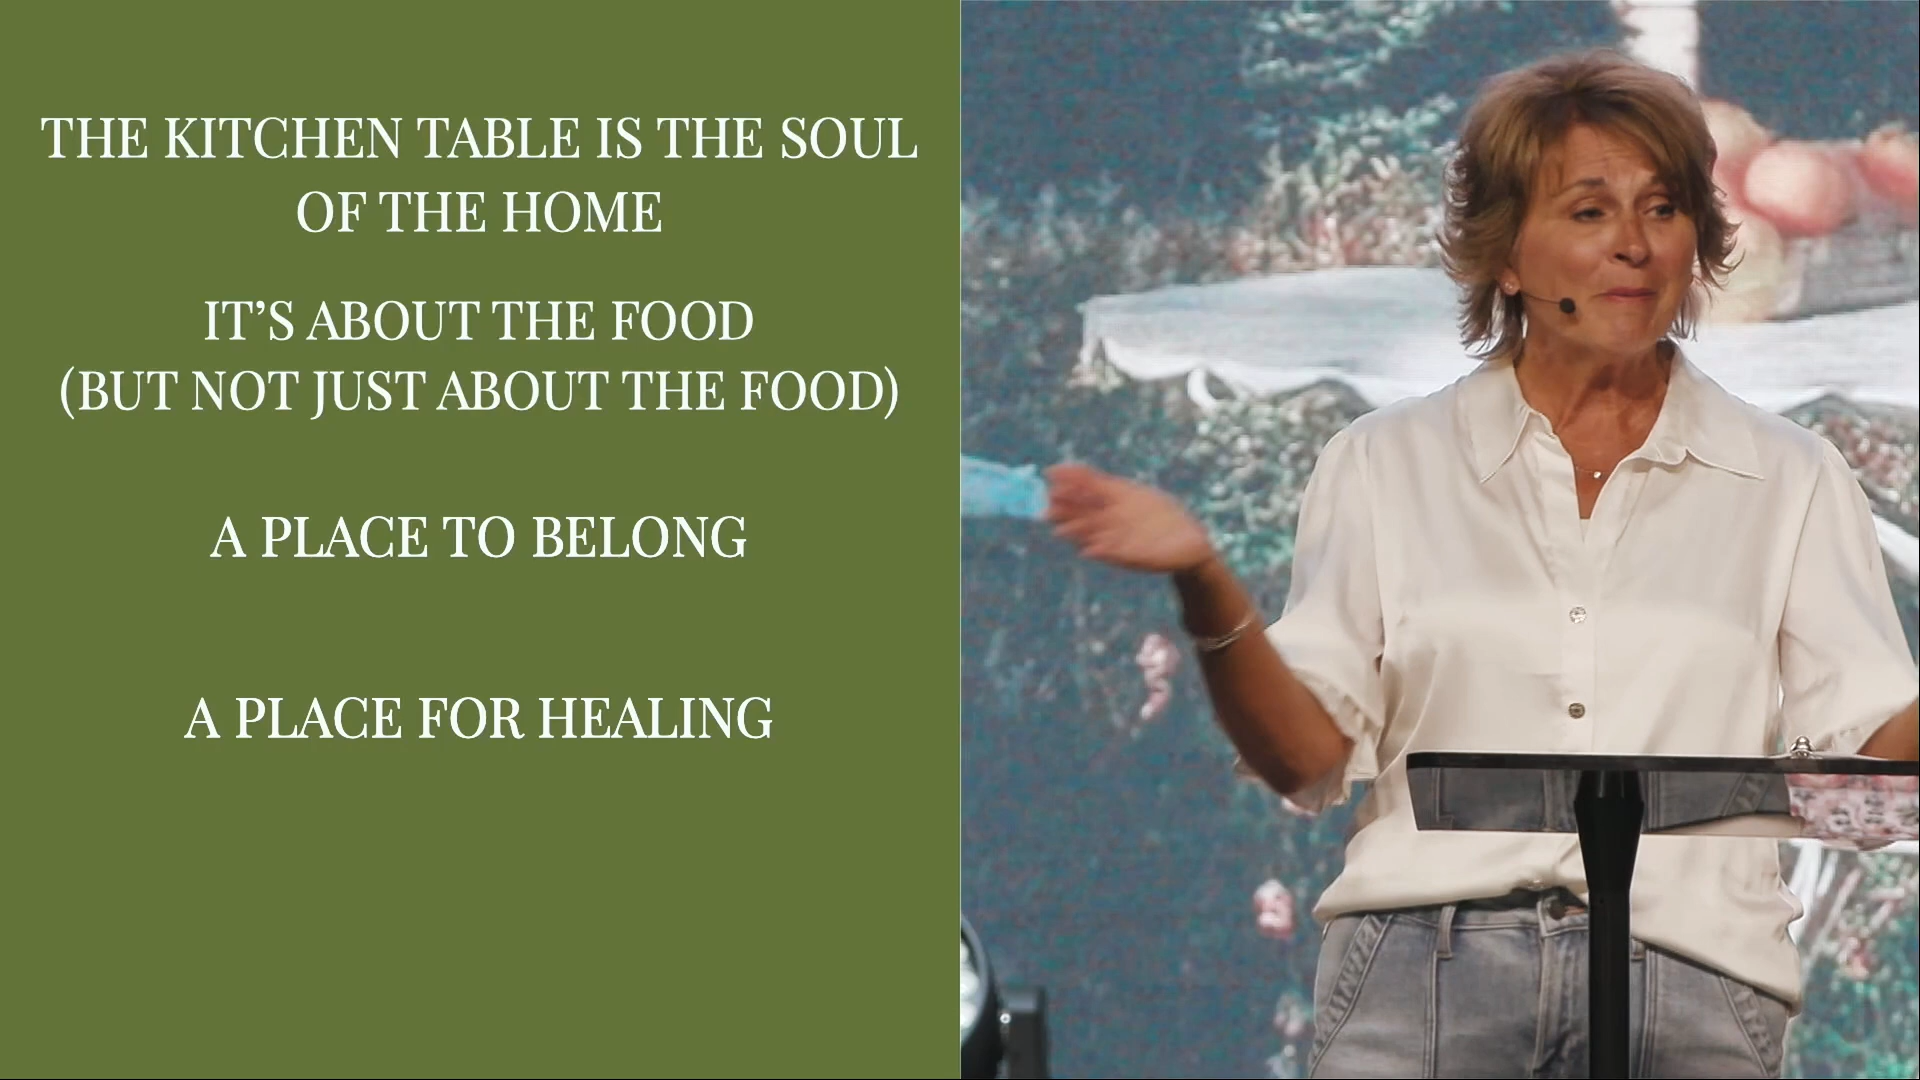 THE KITCHEN TABLE IS THE SOUL
OF THE HOME
IT’S ABOUT THE FOOD
(BUT NOT JUST ABOUT THE FOOD)
A PLACE TO BELONG
A PLACE FOR HEALING